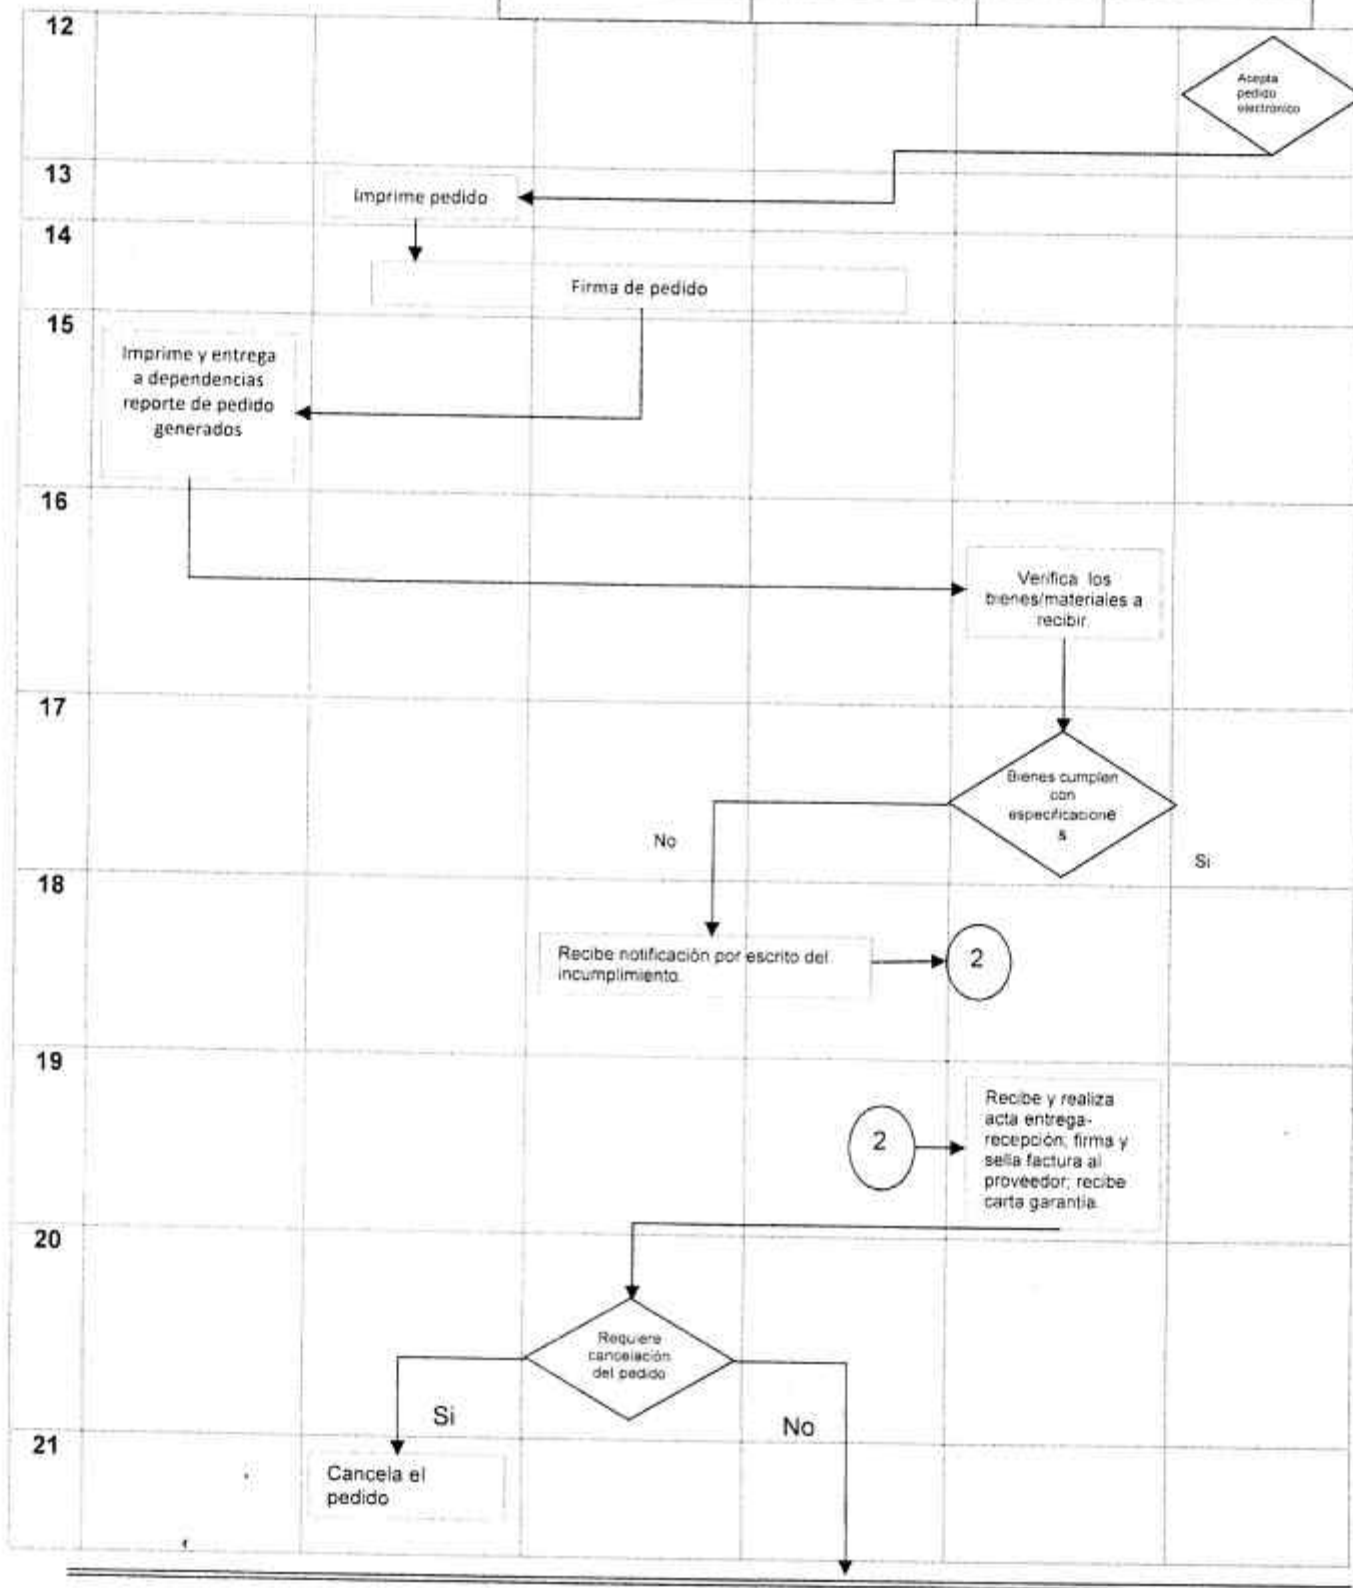 12
Acepta
pedido
electrónico
13
Imprime pedido
14
Firma de pedido
15
Imprime y entrega
a dependencias
reporte de pedido
generados
16
Verifica los
bienes/materiales a
recibir.
17
Bienes cumplen
con
especificacione
s
No
Si
18
Recibe notificación por escrito del
incumplimiento.
2
19
2
Recibe y realiza
acta entrega-
recepción; firma y
sella factura al
proveedor; recibe
carta garantía.
20
Requiere
cancelación
del pedido
Si
No
21
Cancela el
pedido